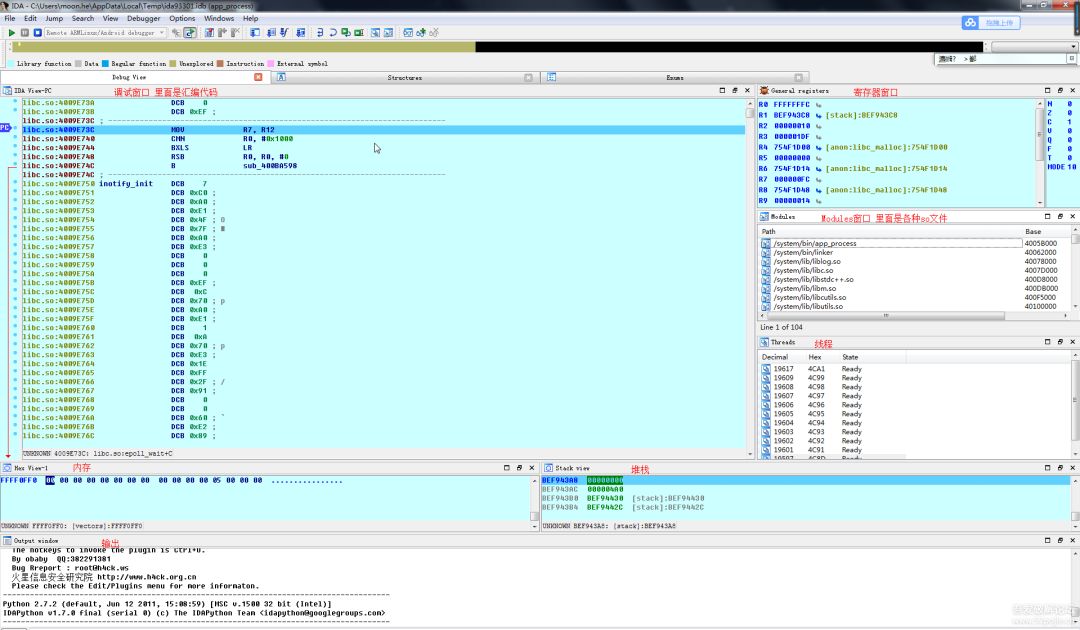 IDA - C:\Users\moon.he\AppData\Local\Temp\ida93301.idb (app_process)
File Edit Jump Search View Debugger Options Windows Help
Remote ARMLinux/Android debugger
拖拽上传
Library function Data Regular function Unexplored Instruction External symbol
Debug View Structures Enums
IDA View-PC 调试窗口 里面是汇编代码
libc.so:4009E73A DCB 0
libc.so:4009E73B DCB 0xEF ;
libc.so:4009E73C ; ---------------------------------------------------------------------------
PC libc.so:4009E73C MOV R7, R12
libc.so:4009E740 CMN R0, #0x1000
libc.so:4009E744 BXLS LR
libc.so:4009E748 RSB R0, R0, #0
libc.so:4009E74C B sub_400BA598
libc.so:4009E74C ; ---------------------------------------------------------------------------
libc.so:4009E750 inotify_init DCB 7
libc.so:4009E751 DCB 0xC0 ;
libc.so:4009E752 DCB 0xA0 ;
libc.so:4009E753 DCB 0xE1 ;
libc.so:4009E754 DCB 0x4F ; O
libc.so:4009E755 DCB 0x7F ;
libc.so:4009E756 DCB 0xA0 ;
libc.so:4009E757 DCB 0xE3 ;
libc.so:4009E758 DCB 0
libc.so:4009E759 DCB 0
libc.so:4009E75A DCB 0
libc.so:4009E75B DCB 0xEF ;
libc.so:4009E75C DCB 0xC
libc.so:4009E75D DCB 0x70 ; p
libc.so:4009E75E DCB 0xA0 ;
libc.so:4009E75F DCB 0xE1 ;
libc.so:4009E760 DCB 1
libc.so:4009E761 DCB 0xA
libc.so:4009E762 DCB 0x70 ; p
libc.so:4009E763 DCB 0xE3 ;
libc.so:4009E764 DCB 0x1E
libc.so:4009E765 DCB 0xFF
libc.so:4009E766 DCB 0x2F ; /
libc.so:4009E767 DCB 0x91 ;
libc.so:4009E768 DCB 0
libc.so:4009E769 DCB 0
libc.so:4009E76A DCB 0x60 ; `
libc.so:4009E76B DCB 0xE2 ;
libc.so:4009E76C DCB 0xB9 ;
UNKNOWN 4009E73C: libc.so:epoll_wait+C
General registers 寄存器窗口
R0 FFFFFFFC
R1 BEF943C8 [stack]:BEF943C8
R2 00000010
R3 000001DF
R4 754F1D00 [anon:libc_malloc]:754F1D00
R5 00000000
R6 754F1D14 [anon:libc_malloc]:754F1D14
R7 000000FC
R8 754F1D48 [anon:libc_malloc]:754F1D48
R9 00000014
N 0
Z 0
C 1
V 0
Q 0
F 0
T 0
MODE 10
Modules Modules窗口 里面是各种so文件
Path Base
/system/bin/app_process 4005B000
/system/bin/linker 40062000
/system/lib/liblog.so 40078000
/system/lib/libc.so 4007D000
/system/lib/libstdc++.so 400D8000
/system/lib/libm.so 400DB000
/system/lib/libcutils.so 400F5000
/system/lib/libutils.so 40100000
Line 1 of 104
Threads 线程
Decimal Hex State
19617 4CA1 Ready
19609 4C99 Ready
19608 4C98 Ready
19607 4C97 Ready
19606 4C96 Ready
19605 4C95 Ready
19604 4C94 Ready
19603 4C93 Ready
19602 4C92 Ready
19601 4C91 Ready
19597 4C8D Ready
Hex View-1 内存
FFFF0FF0 00 00 00 00 00 00 00 00 00 00 00 00 05 00 00 00 ................
UNKNOWN FFFF0FF0: [vectors]:FFFF0FF0
Stack view 堆栈
BEF943A8 00000000
BEF943AC 000004A0
BEF943B0 BEF94430 [stack]:BEF94430
BEF943B4 BEF9442C [stack]:BEF9442C
UNKNOWN BEF943A8: [stack]:BEF943A8
Output window 输出
The hotkeys to invoke the plugin is Ctrl+U.
By obaby QQ:382291381
Bug Rreport : root@h4ck.ws
火星信息安全研究院 http://www.h4ck.org.cn
Please check the Edit/Plugins menu for more informaton.
---------------------------------------------------------------------------
Python 2.7.2 (default, Jun 12 2011, 15:08:59) [MSC v.1500 32 bit (Intel)]
IDAPython v1.7.0 final (serial 0) (c) The IDAPython Team <idapython@googlegroups.com>
---------------------------------------------------------------------------